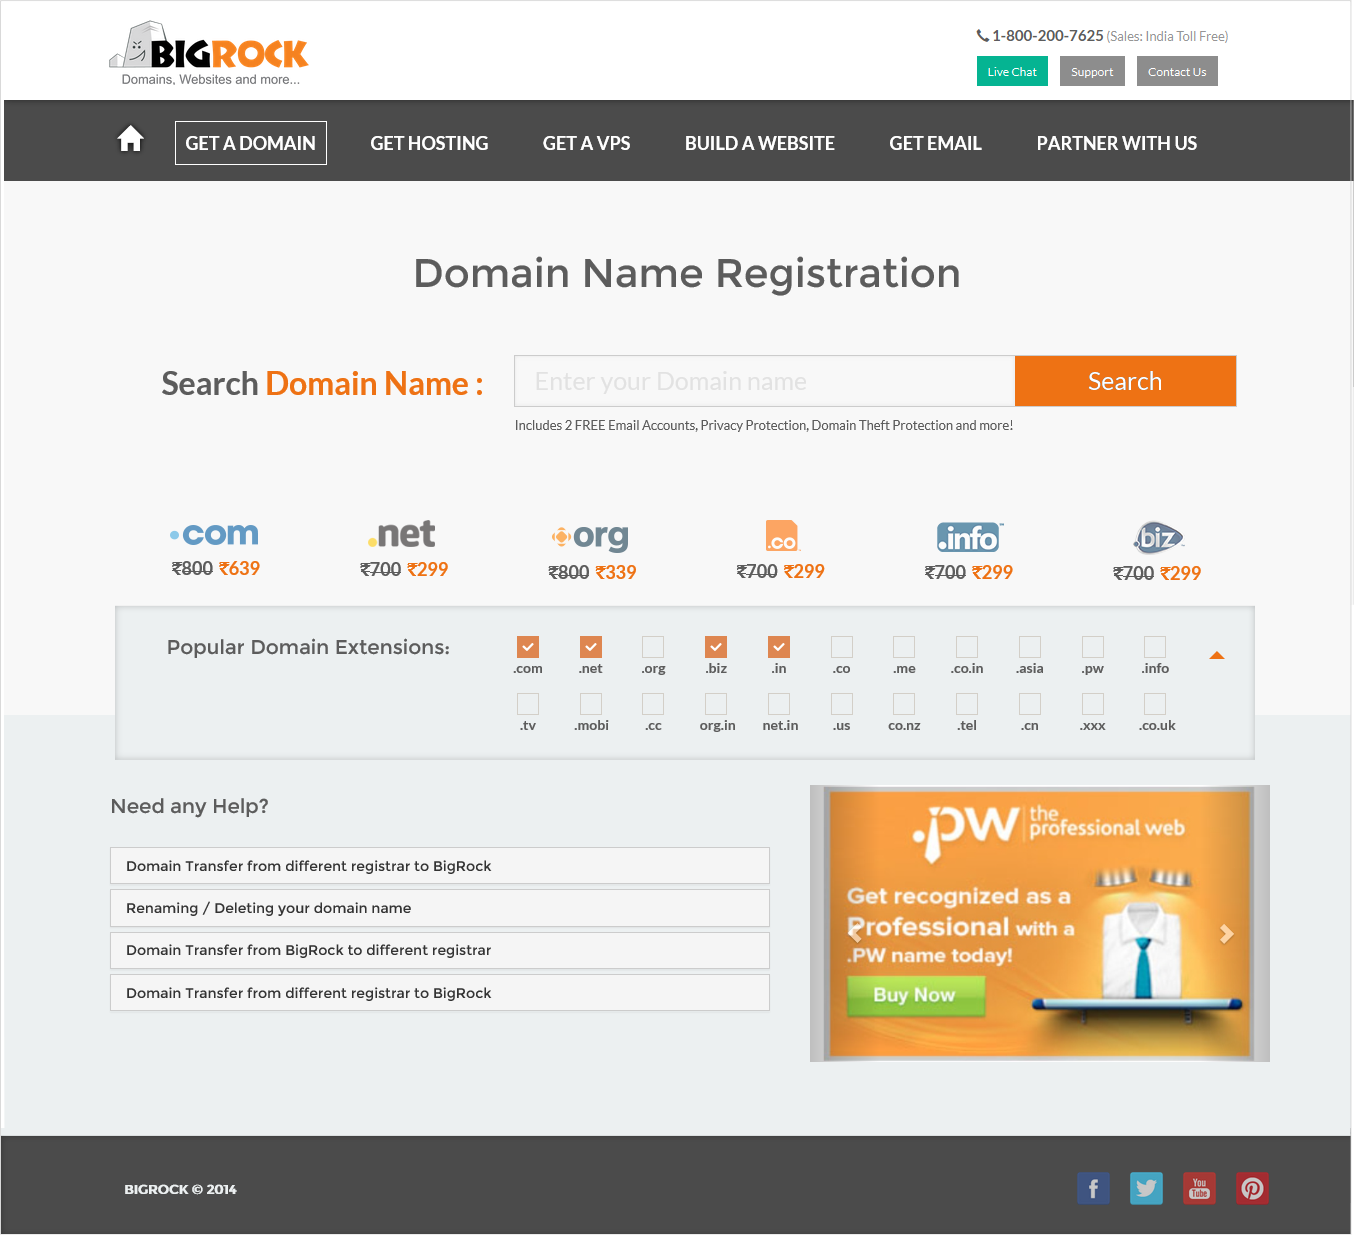 BIGROCK
Domains, Websites and more...
1-800-200-7625 (Sales: India Toll Free)
Live Chat
Support
Contact Us
GET A DOMAIN
GET HOSTING
GET A VPS
BUILD A WEBSITE
GET EMAIL
PARTNER WITH US
Domain Name Registration
Search Domain Name :
Enter your Domain name
Search
Includes 2 FREE Email Accounts, Privacy Protection, Domain Theft Protection and more!
.com
.net
org
.co
.info
.biz
₹800 ₹639
₹700 ₹299
₹800 ₹339
₹700 ₹299
₹700 ₹299
₹700 ₹299
Popular Domain Extensions:
.com
.net
.org
.biz
.in
.co
.me
.co.in
.asia
.pw
.info
.tv
.mobi
.cc
org.in
net.in
.us
co.nz
.tel
.cn
.xxx
.co.uk
Need any Help?
Domain Transfer from different registrar to BigRock
Renaming / Deleting your domain name
Domain Transfer from BigRock to different registrar
Domain Transfer from different registrar to BigRock
.PW the
professional web
Get recognized as a
Professional with a
.PW name today!
Buy Now
BIGROCK © 2014
f
You
Tube